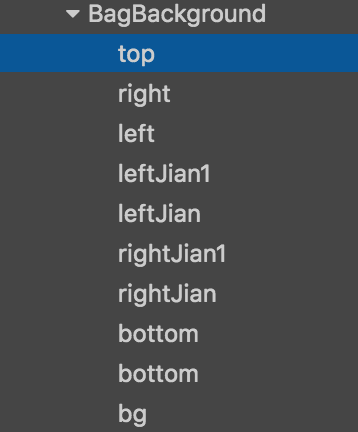 BagBackground
top
right
left
leftJian1
leftJian
rightJian1
rightJian
bottom
bottom
bg